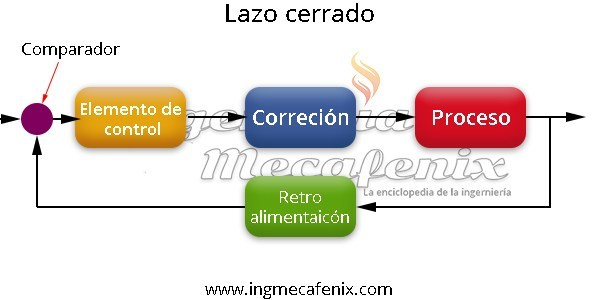 Lazo cerrado
Comparador
Elemento de
control
Correción
Proceso
Ingeniería
Mecafenix
La enciclopedia de la ingeniería
Retro
alimentaicón
www.ingmecafenix.com